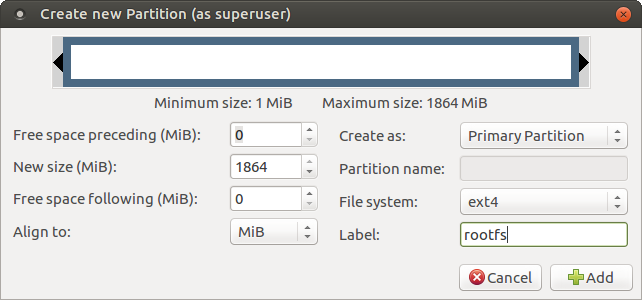 Create new Partition (as superuser)
Minimum size: 1 MiB Maximum size: 1864 MiB
Free space preceding (MiB): 0 Create as: Primary Partition
New size (MiB): 1864 Partition name:
Free space following (MiB): 0 File system: ext4
Align to: MiB Label: rootfs
Cancel Add